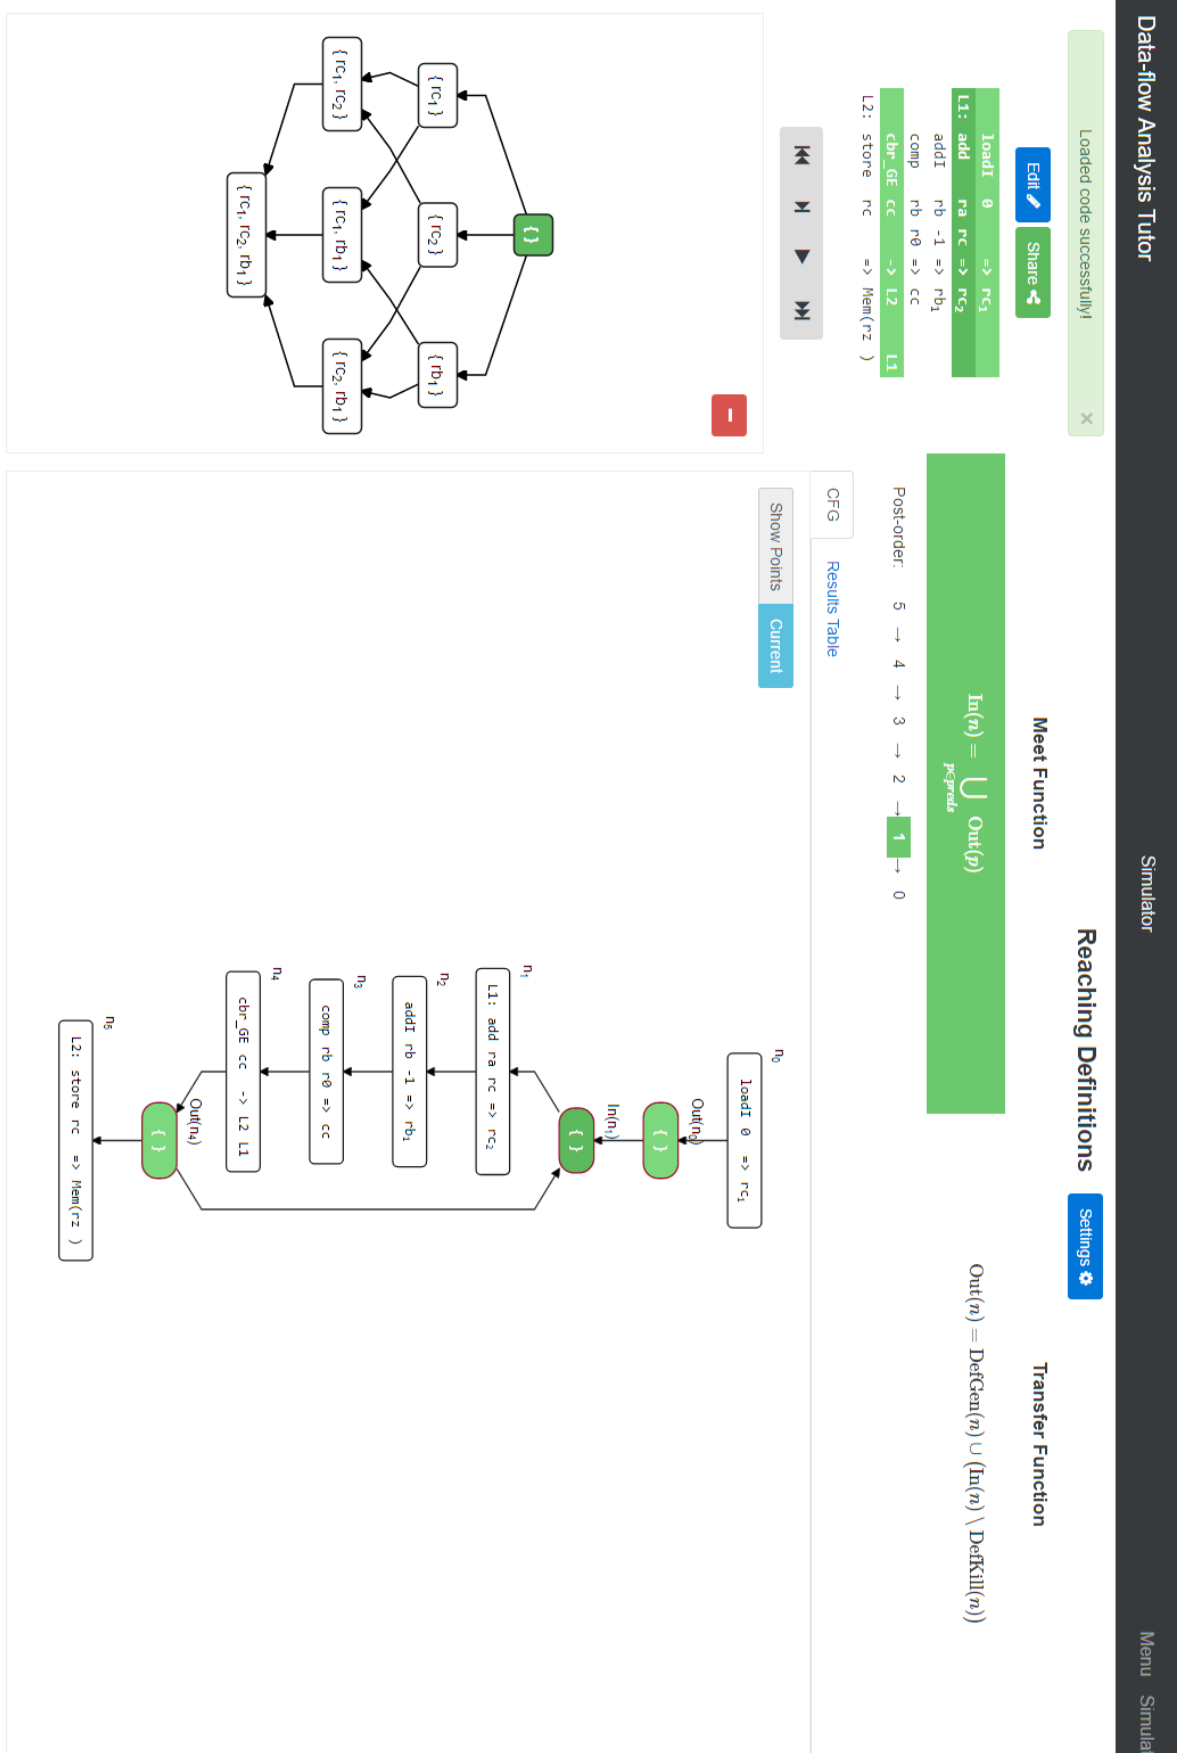 Data-flow Analysis Tutor
Simulator
Menu
Simulat
Loaded code successfully!
×
Reaching Definitions
Settings
Edit
Share
Meet Function
Transfer Function
loadI 0 => rc1
L1: add ra rc => rc2
addI rb -1 => rb1
comp rb r0 => cc
cbr_GE cc -> L2 L1
L2: store rc => Mem(rz )
In(n) = ⋃ Out(p)
p∈preds
Out(n) = DefGen(n) ∪ (In(n) \ DefKill(n))
Post-order: 5 → 4 → 3 → 2 → 1 → 0
CFG
Results Table
Show Points
Current
{ }
{ rc1 }
{ rc2 }
{ rb1 }
{ rc1, rc2 }
{ rc1, rb1 }
{ rc2, rb1 }
{ rc1, rc2, rb1 }
n0
loadI 0 => rc1
Out(n0)
{ }
In(n1)
{ }
n1
L1: add ra rc => rc2
n2
addI rb -1 => rb1
n3
comp rb r0 => cc
n4
cbr_GE cc -> L2 L1
Out(n4)
{ }
n5
L2: store rc => Mem(rz )